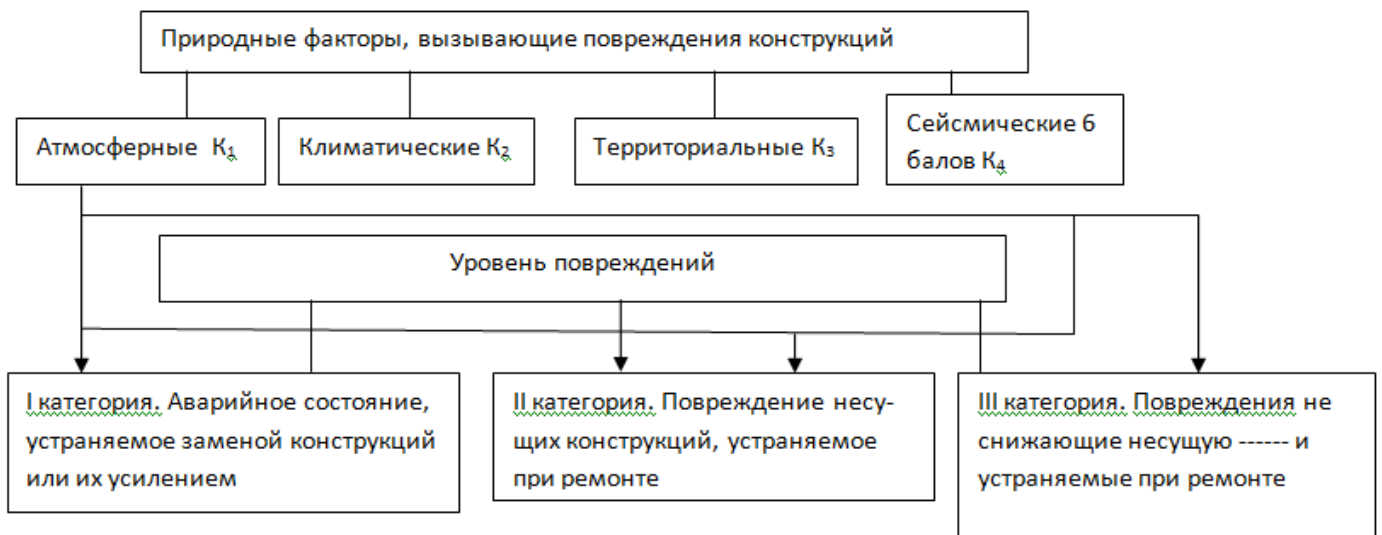 Природные факторы, вызывающие повреждения конструкций
Атмосферные К₁
Климатические К₂
Территориальные К₃
Сейсмические 6
балов К₄
Уровень повреждений
I категория. Аварийное состояние,
устраняемое заменой конструкций
или их усилением
II категория. Повреждение несу-
щих конструкций, устраняемое
при ремонте
III категория. Повреждения не
снижающие несущую ------ и
устраняемые при ремонте